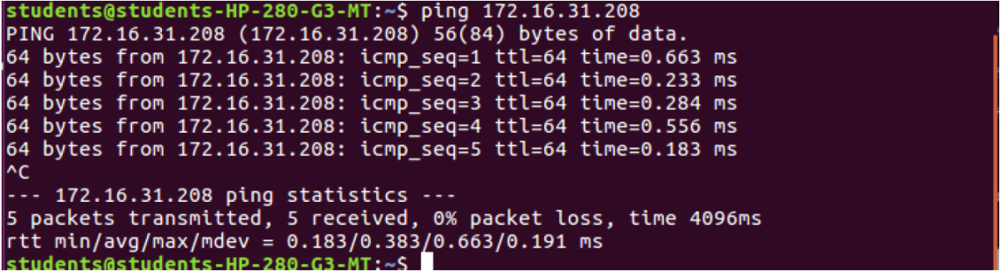 students@students-HP-280-G3-MT:~$ ping 172.16.31.208
PING 172.16.31.208 (172.16.31.208) 56(84) bytes of data.
64 bytes from 172.16.31.208: icmp_seq=1 ttl=64 time=0.663 ms
64 bytes from 172.16.31.208: icmp_seq=2 ttl=64 time=0.233 ms
64 bytes from 172.16.31.208: icmp_seq=3 ttl=64 time=0.284 ms
64 bytes from 172.16.31.208: icmp_seq=4 ttl=64 time=0.556 ms
64 bytes from 172.16.31.208: icmp_seq=5 ttl=64 time=0.183 ms
^C
--- 172.16.31.208 ping statistics ---
5 packets transmitted, 5 received, 0% packet loss, time 4096ms
rtt min/avg/max/mdev = 0.183/0.383/0.663/0.191 ms
students@students-HP-280-G3-MT:~$